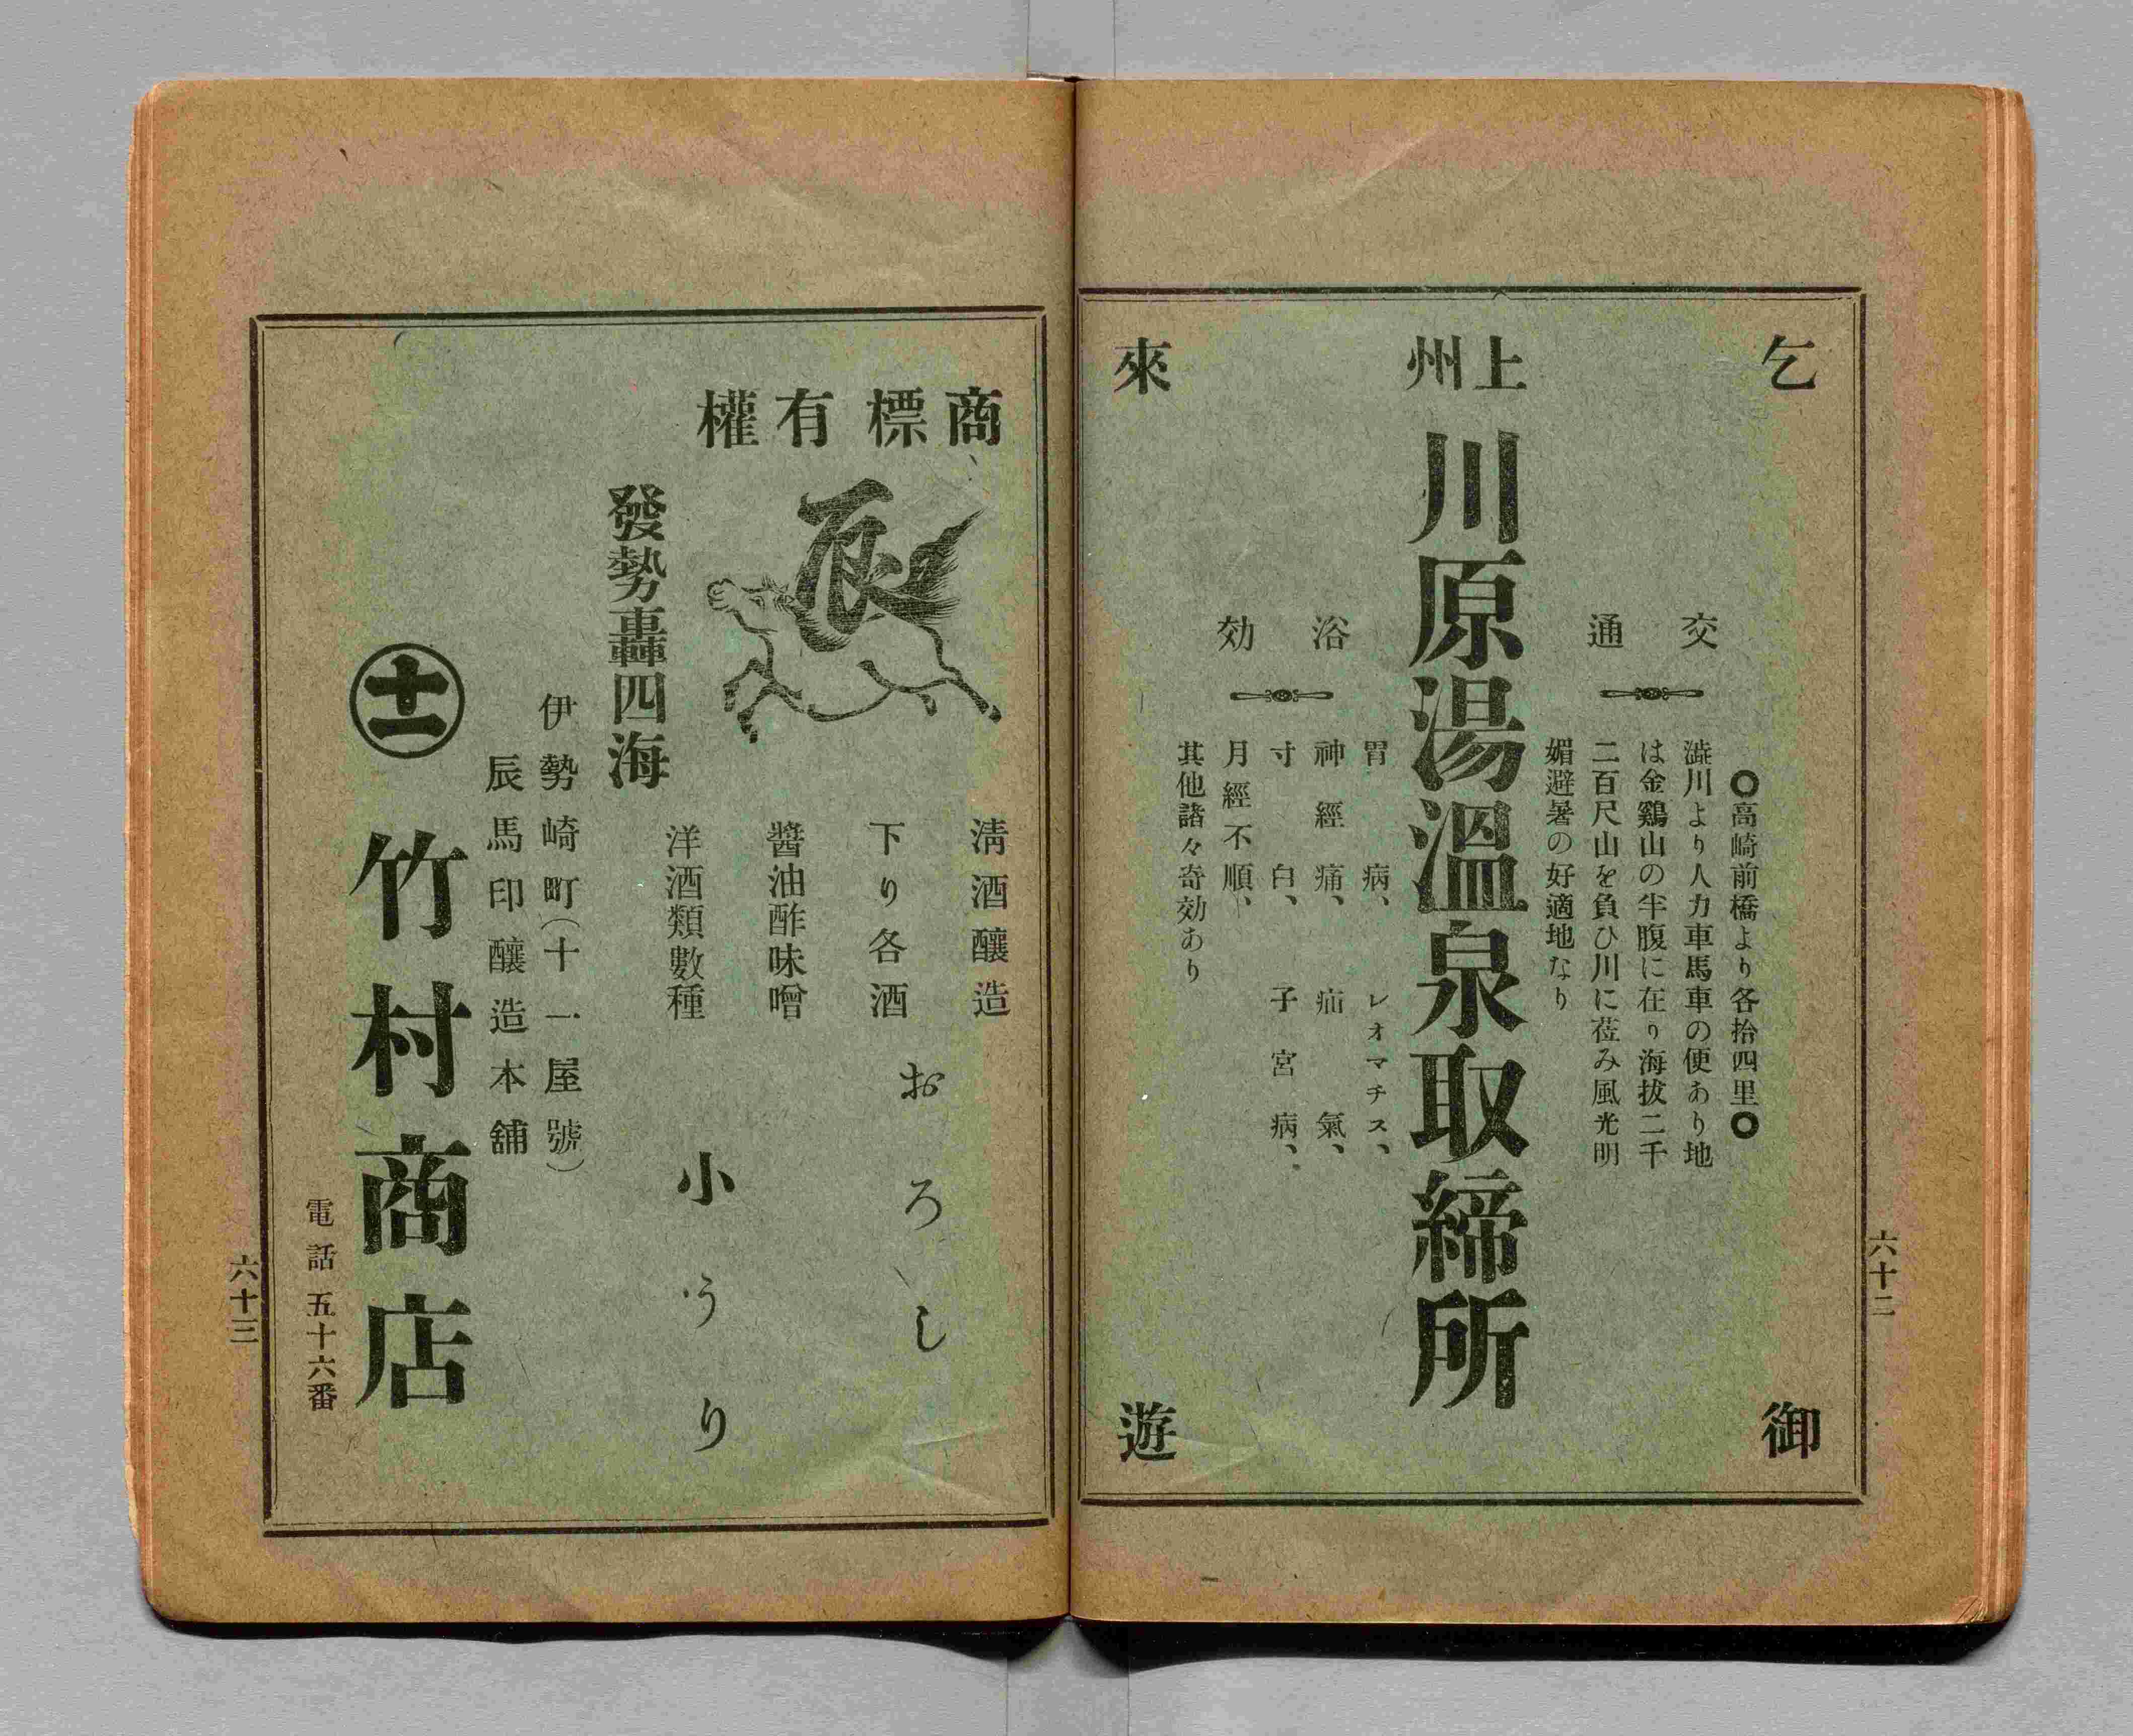 乞
御
來
遊
交通
○高崎前橋より各拾四里○
澁川より人力車馬車の便あり地
は金鷄山の半腹に在り海拔二千
二百尺山を負ひ川に莅み風光明
媚避暑の好適地なり
上州
川原湯溫泉取締所
浴効
胃病、レオマチス、
神經痛、疝氣、
寸白、子宮病、
月經不順、
其他諸々奇効あり
六十二
商標有權
辰
淸酒釀造
下り各酒
醬油酢味噌
洋酒類數種
おろし
小うり
發勢轟四海
伊勢崎町(十一屋號)
辰馬印釀造本舖
十一
竹村商店
電話五十六番
六十三